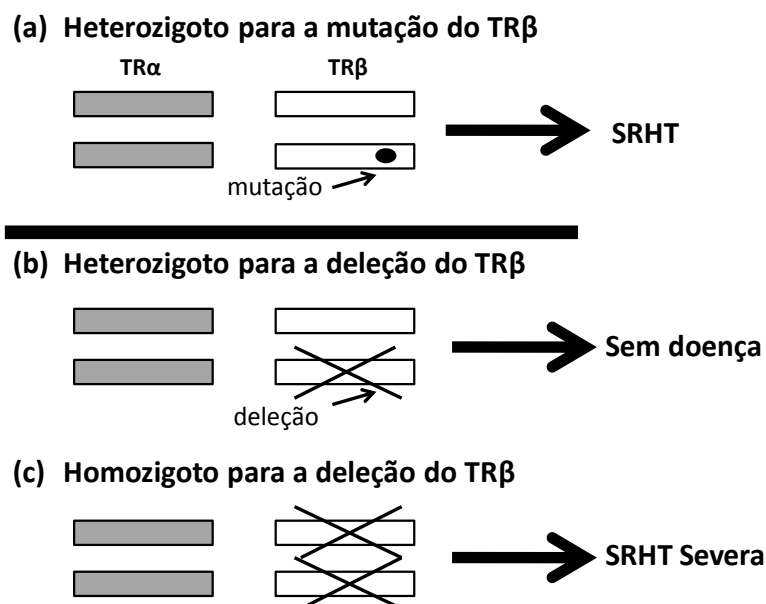 (a) Heterozigoto para a mutação do TRβ
TRα TRβ
SRHT
mutação
(b) Heterozigoto para a deleção do TRβ
Sem doença
deleção
(c) Homozigoto para a deleção do TRβ
SRHT Severa